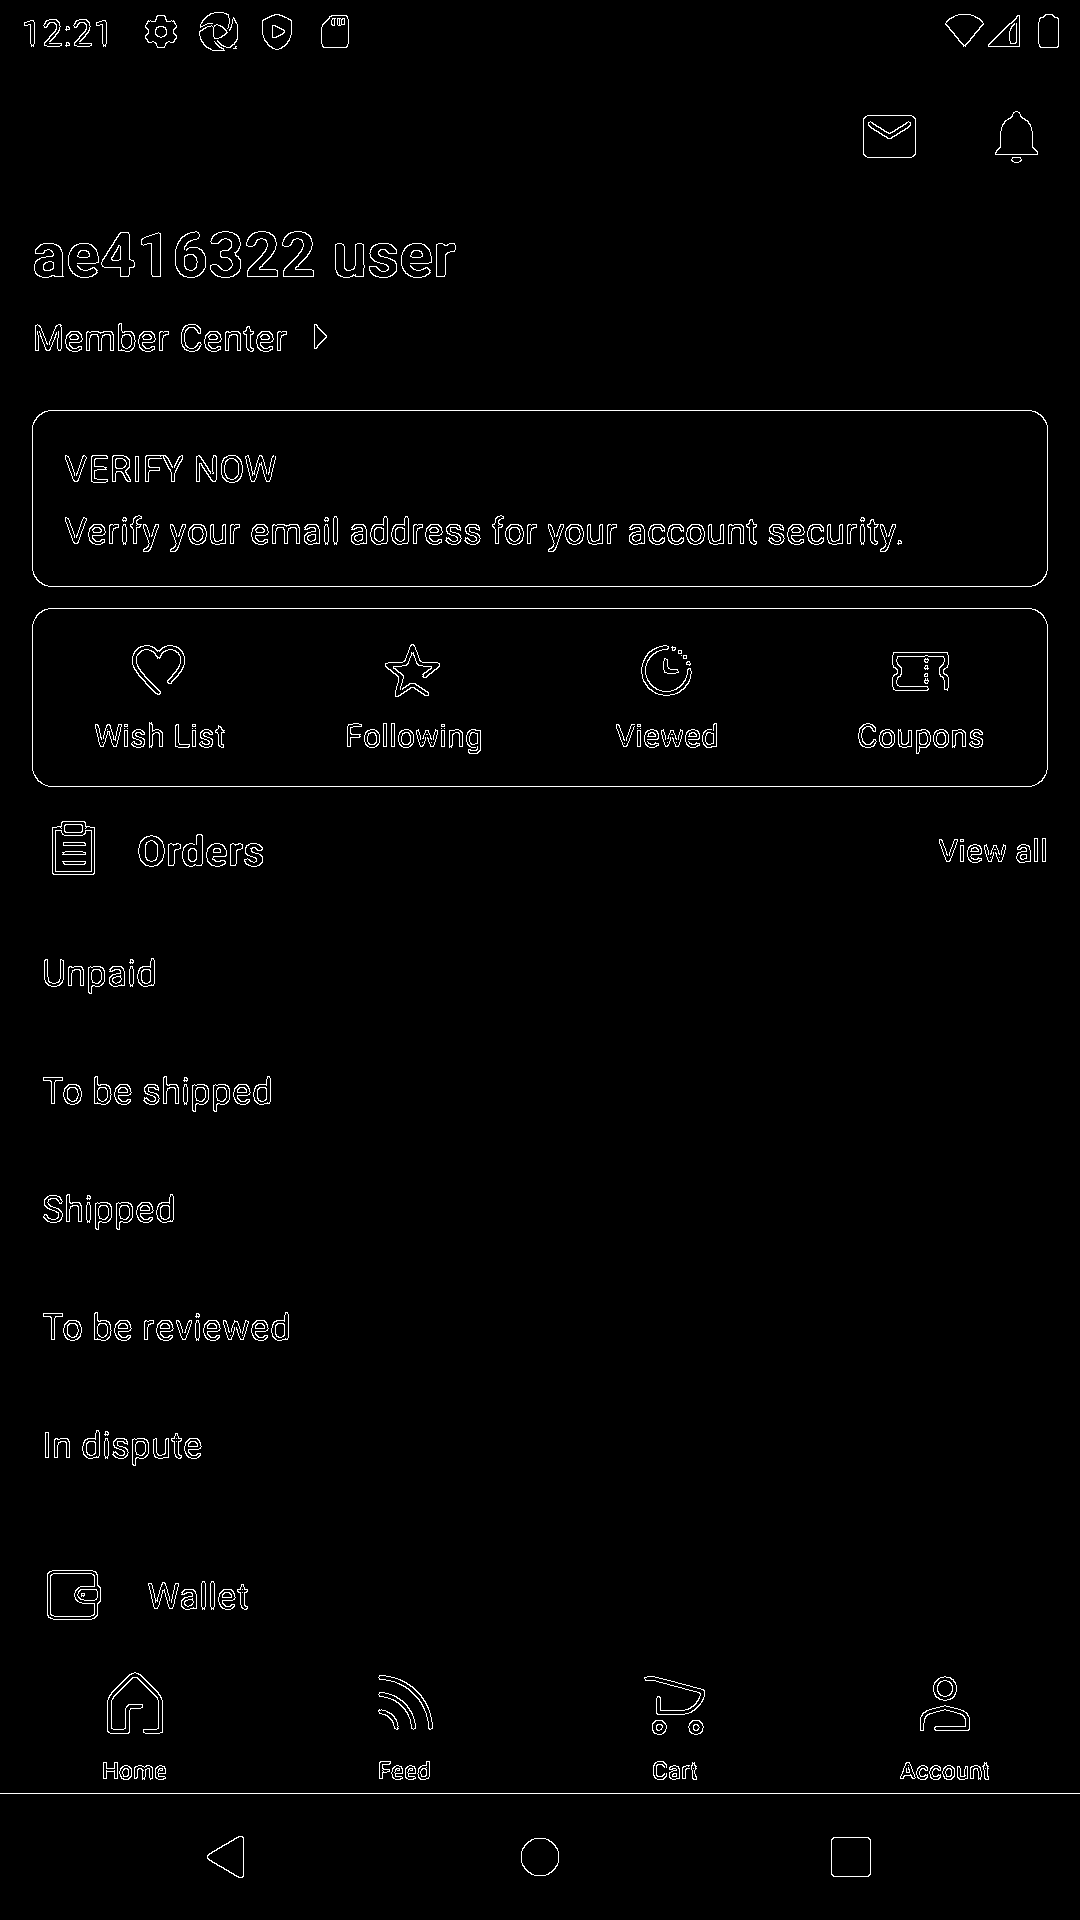 12:21
ae416322 user
Member Center
VERIFY NOW
Verify your email address for your account security.
Wish List Following Viewed Coupons
Orders View all
Unpaid
To be shipped
Shipped
To be reviewed
In dispute
Wallet
Home Feed Cart Account